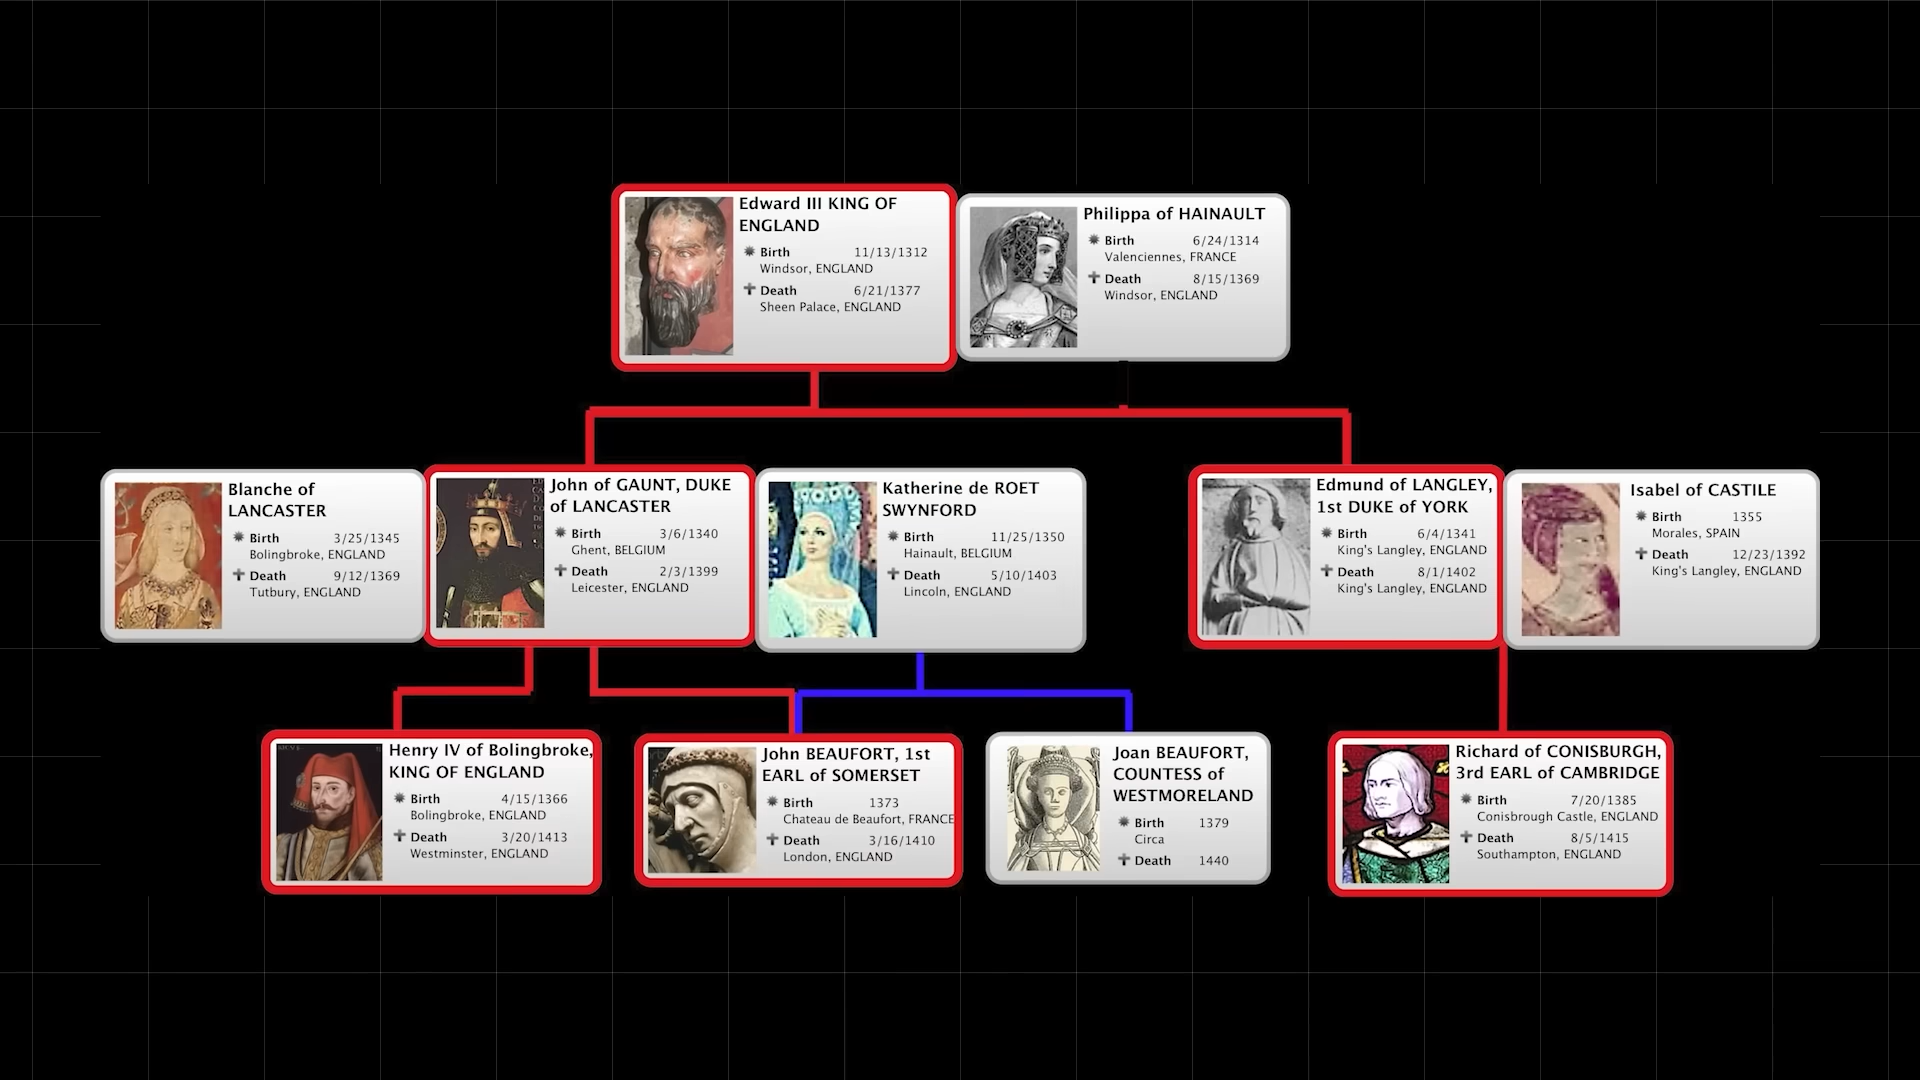 Edward III KING OF
ENGLAND
Birth 11/13/1312
Windsor, ENGLAND
Death 6/21/1377
Sheen Palace, ENGLAND
Philippa of HAINAULT
Birth 6/24/1314
Valenciennes, FRANCE
Death 8/15/1369
Windsor, ENGLAND
Blanche of
LANCASTER
Birth 3/25/1345
Bolingbroke, ENGLAND
Death 9/12/1369
Tutbury, ENGLAND
John of GAUNT, DUKE
of LANCASTER
Birth 3/6/1340
Ghent, BELGIUM
Death 2/3/1399
Leicester, ENGLAND
Katherine de ROET
SWYNFORD
Birth 11/25/1350
Hainault, BELGIUM
Death 5/10/1403
Lincoln, ENGLAND
Edmund of LANGLEY,
1st DUKE of YORK
Birth 6/4/1341
King's Langley, ENGLAND
Death 8/1/1402
King's Langley, ENGLAND
Isabel of CASTILE
Birth 1355
Morales, SPAIN
Death 12/23/1392
King's Langley, ENGLAND
Henry IV of Bolingbroke,
KING OF ENGLAND
Birth 4/15/1366
Bolingbroke, ENGLAND
Death 3/20/1413
Westminster, ENGLAND
John BEAUFORT, 1st
EARL of SOMERSET
Birth 1373
Chateau de Beaufort, FRANCE
Death 3/16/1410
London, ENGLAND
Joan BEAUFORT,
COUNTESS of
WESTMORELAND
Birth 1379
Circa
Death 1440
Richard of CONISBURGH,
3rd EARL of CAMBRIDGE
Birth 7/20/1385
Conisbrough Castle, ENGLAND
Death 8/5/1415
Southampton, ENGLAND